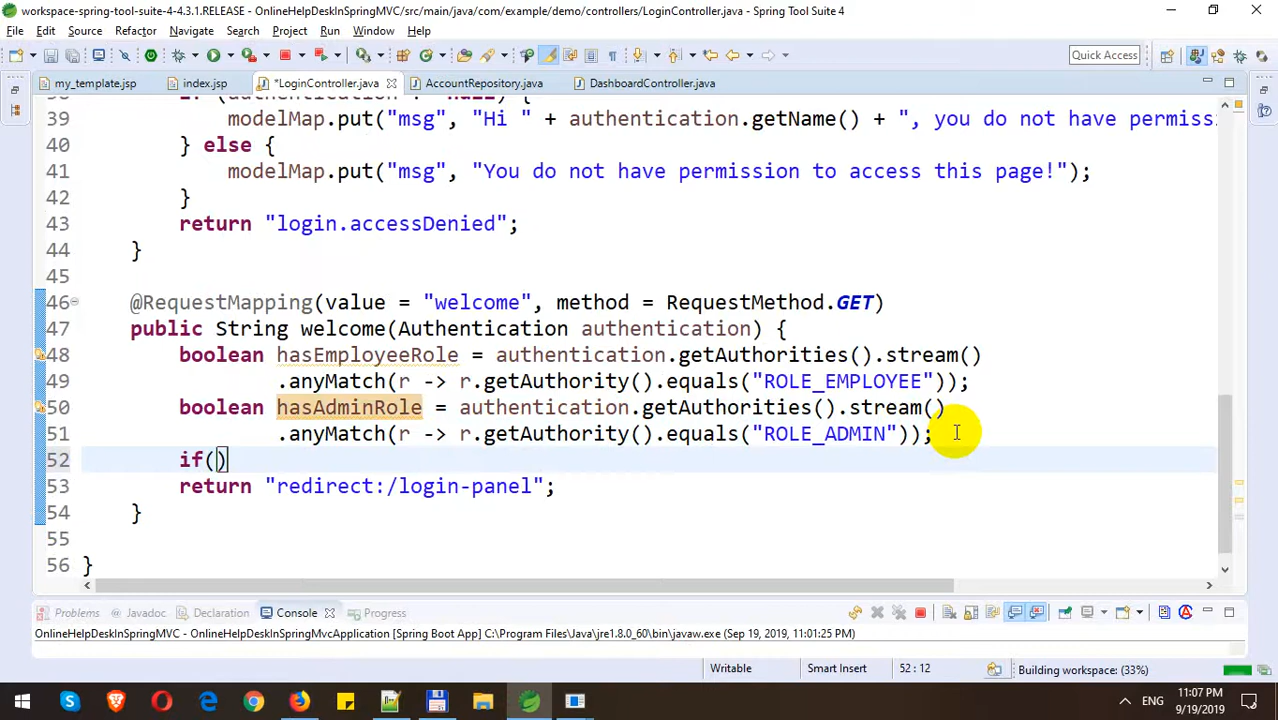 workspace-spring-tool-suite-4-4.3.1.RELEASE - OnlineHelpDeskInSpringMVC/src/main/java/com/example/demo/controllers/LoginController.java - Spring Tool Suite 4
File Edit Source Refactor Navigate Search Project Run Window Help
Quick Access
my_template.jsp index.jsp *LoginController.java AccountRepository.java DashboardController.java
39 modelMap.put("msg", "Hi " + authentication.getName() + ", you do not have permiss
40 } else {
41 modelMap.put("msg", "You do not have permission to access this page!");
42 }
43 return "login.accessDenied";
44 }
45
46 @RequestMapping(value = "welcome", method = RequestMethod.GET)
47 public String welcome(Authentication authentication) {
48 boolean hasEmployeeRole = authentication.getAuthorities().stream()
49 .anyMatch(r -> r.getAuthority().equals("ROLE_EMPLOYEE"));
50 boolean hasAdminRole = authentication.getAuthorities().stream()
51 .anyMatch(r -> r.getAuthority().equals("ROLE_ADMIN"));
52 if()
53 return "redirect:/login-panel";
54 }
55
56 }
Problems Javadoc Declaration Console Progress
OnlineHelpDeskInSpringMVC - OnlineHelpDeskInSpringMvcApplication [Spring Boot App] C:\Program Files\Java\jre1.8.0_60\bin\javaw.exe (Sep 19, 2019, 11:01:25 PM)
Writable Smart Insert 52 : 12 Building workspace: (33%)
ENG 11:07 PM
9/19/2019